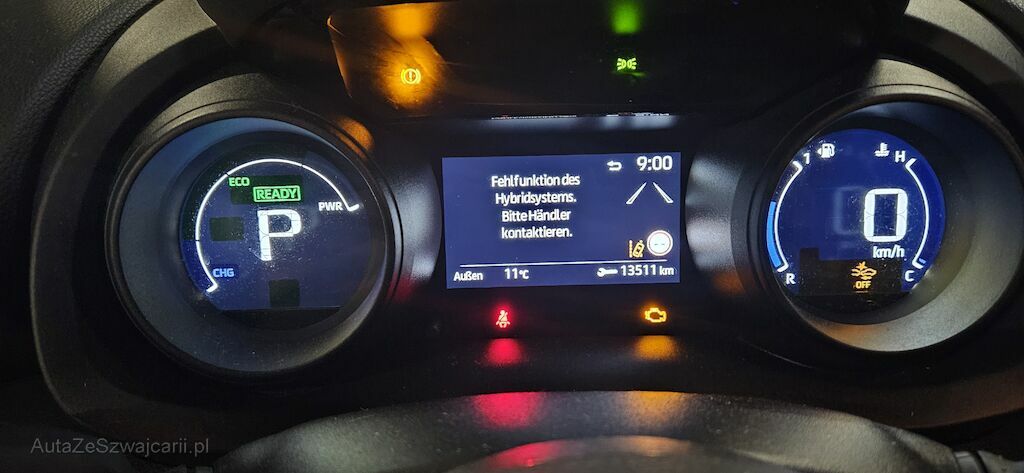 9:00
Fehlfunktion des
Hybridsystems.
Bitte Händler
kontaktieren.
Außen 11°C 13511 km
ECO
READY
PWR
P
CHG
1
H
0
km/h
R
C
OFF
AutaZeSzwajcarii.pl